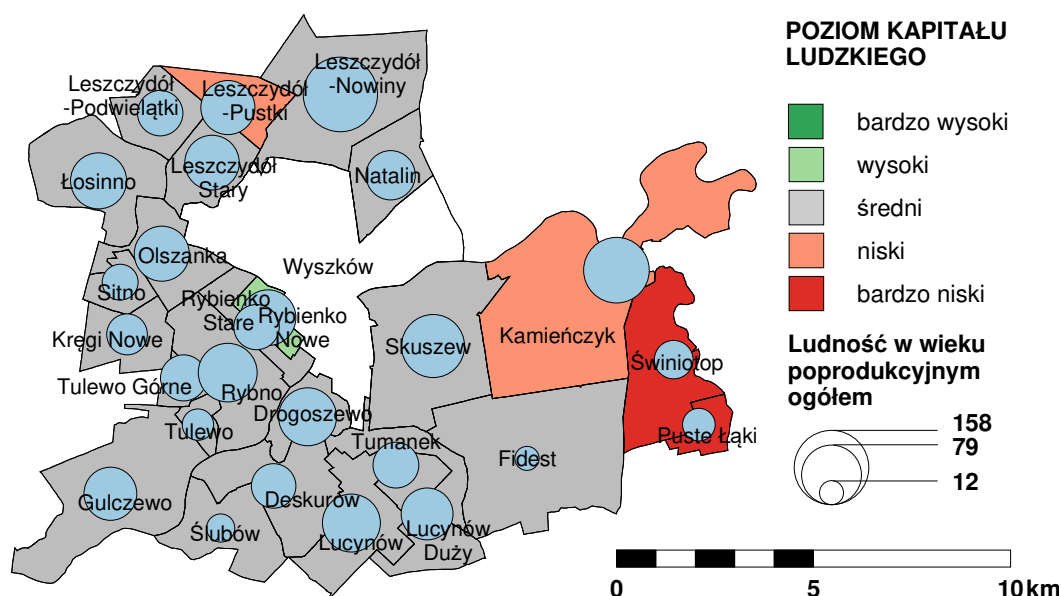 POZIOM KAPITAŁU
LUDZKIEGO
bardzo wysoki
wysoki
średni
niski
bardzo niski
Ludność w wieku
poprodukcyjnym
ogółem
158
79
12
0
5
10 km
Leszczydół
-Podwielątki
Leszczydół
-Pustki
Leszczydół
-Nowiny
Leszczydół
Stary
Łosinno
Natalin
Olszanka
Wyszków
Sitno
Rybienko
Stare
Rybienko
Nowe
Kręgi Nowe
Skuszew
Kamieńczyk
Świniotop
Tulewo Górne
Rybno
Drogoszewo
Tulewo
Tumanek
Puste Łąki
Fidest
Gulczewo
Deskurów
Ślubów
Lucynów
Lucynów
Duży